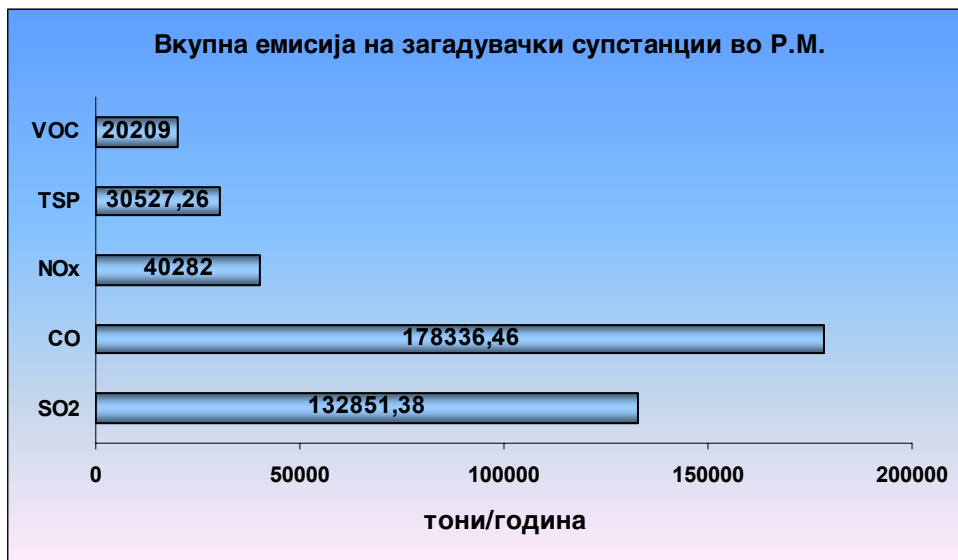 Вкупна емисија на загадувачки супстанции во Р.М.
VOC 20209
TSP 30527,26
NOx 40282
CO 178336,46
SO2 132851,38
0 50000 100000 150000 200000
тони/година